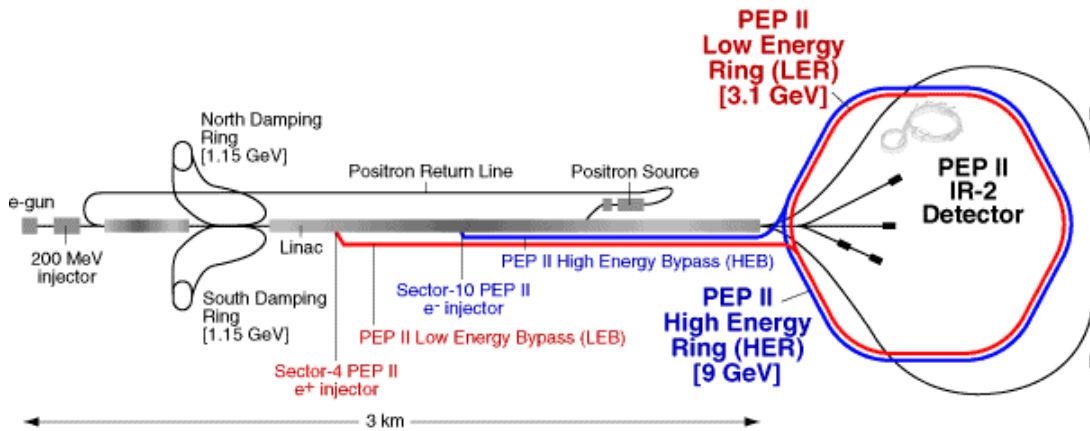 PEP II
Low Energy
Ring (LER)
[3.1 GeV]
North Damping
Ring
[1.15 GeV]
Positron Return Line
Positron Source
e-gun
200 MeV
injector
Linac
PEP II
IR-2
Detector
PEP II High Energy Bypass (HEB)
South Damping
Ring
[1.15 GeV]
Sector-10 PEP II
e- injector
PEP II Low Energy Bypass (LEB)
Sector-4 PEP II
e+ injector
PEP II
High Energy
Ring (HER)
[9 GeV]
3 km